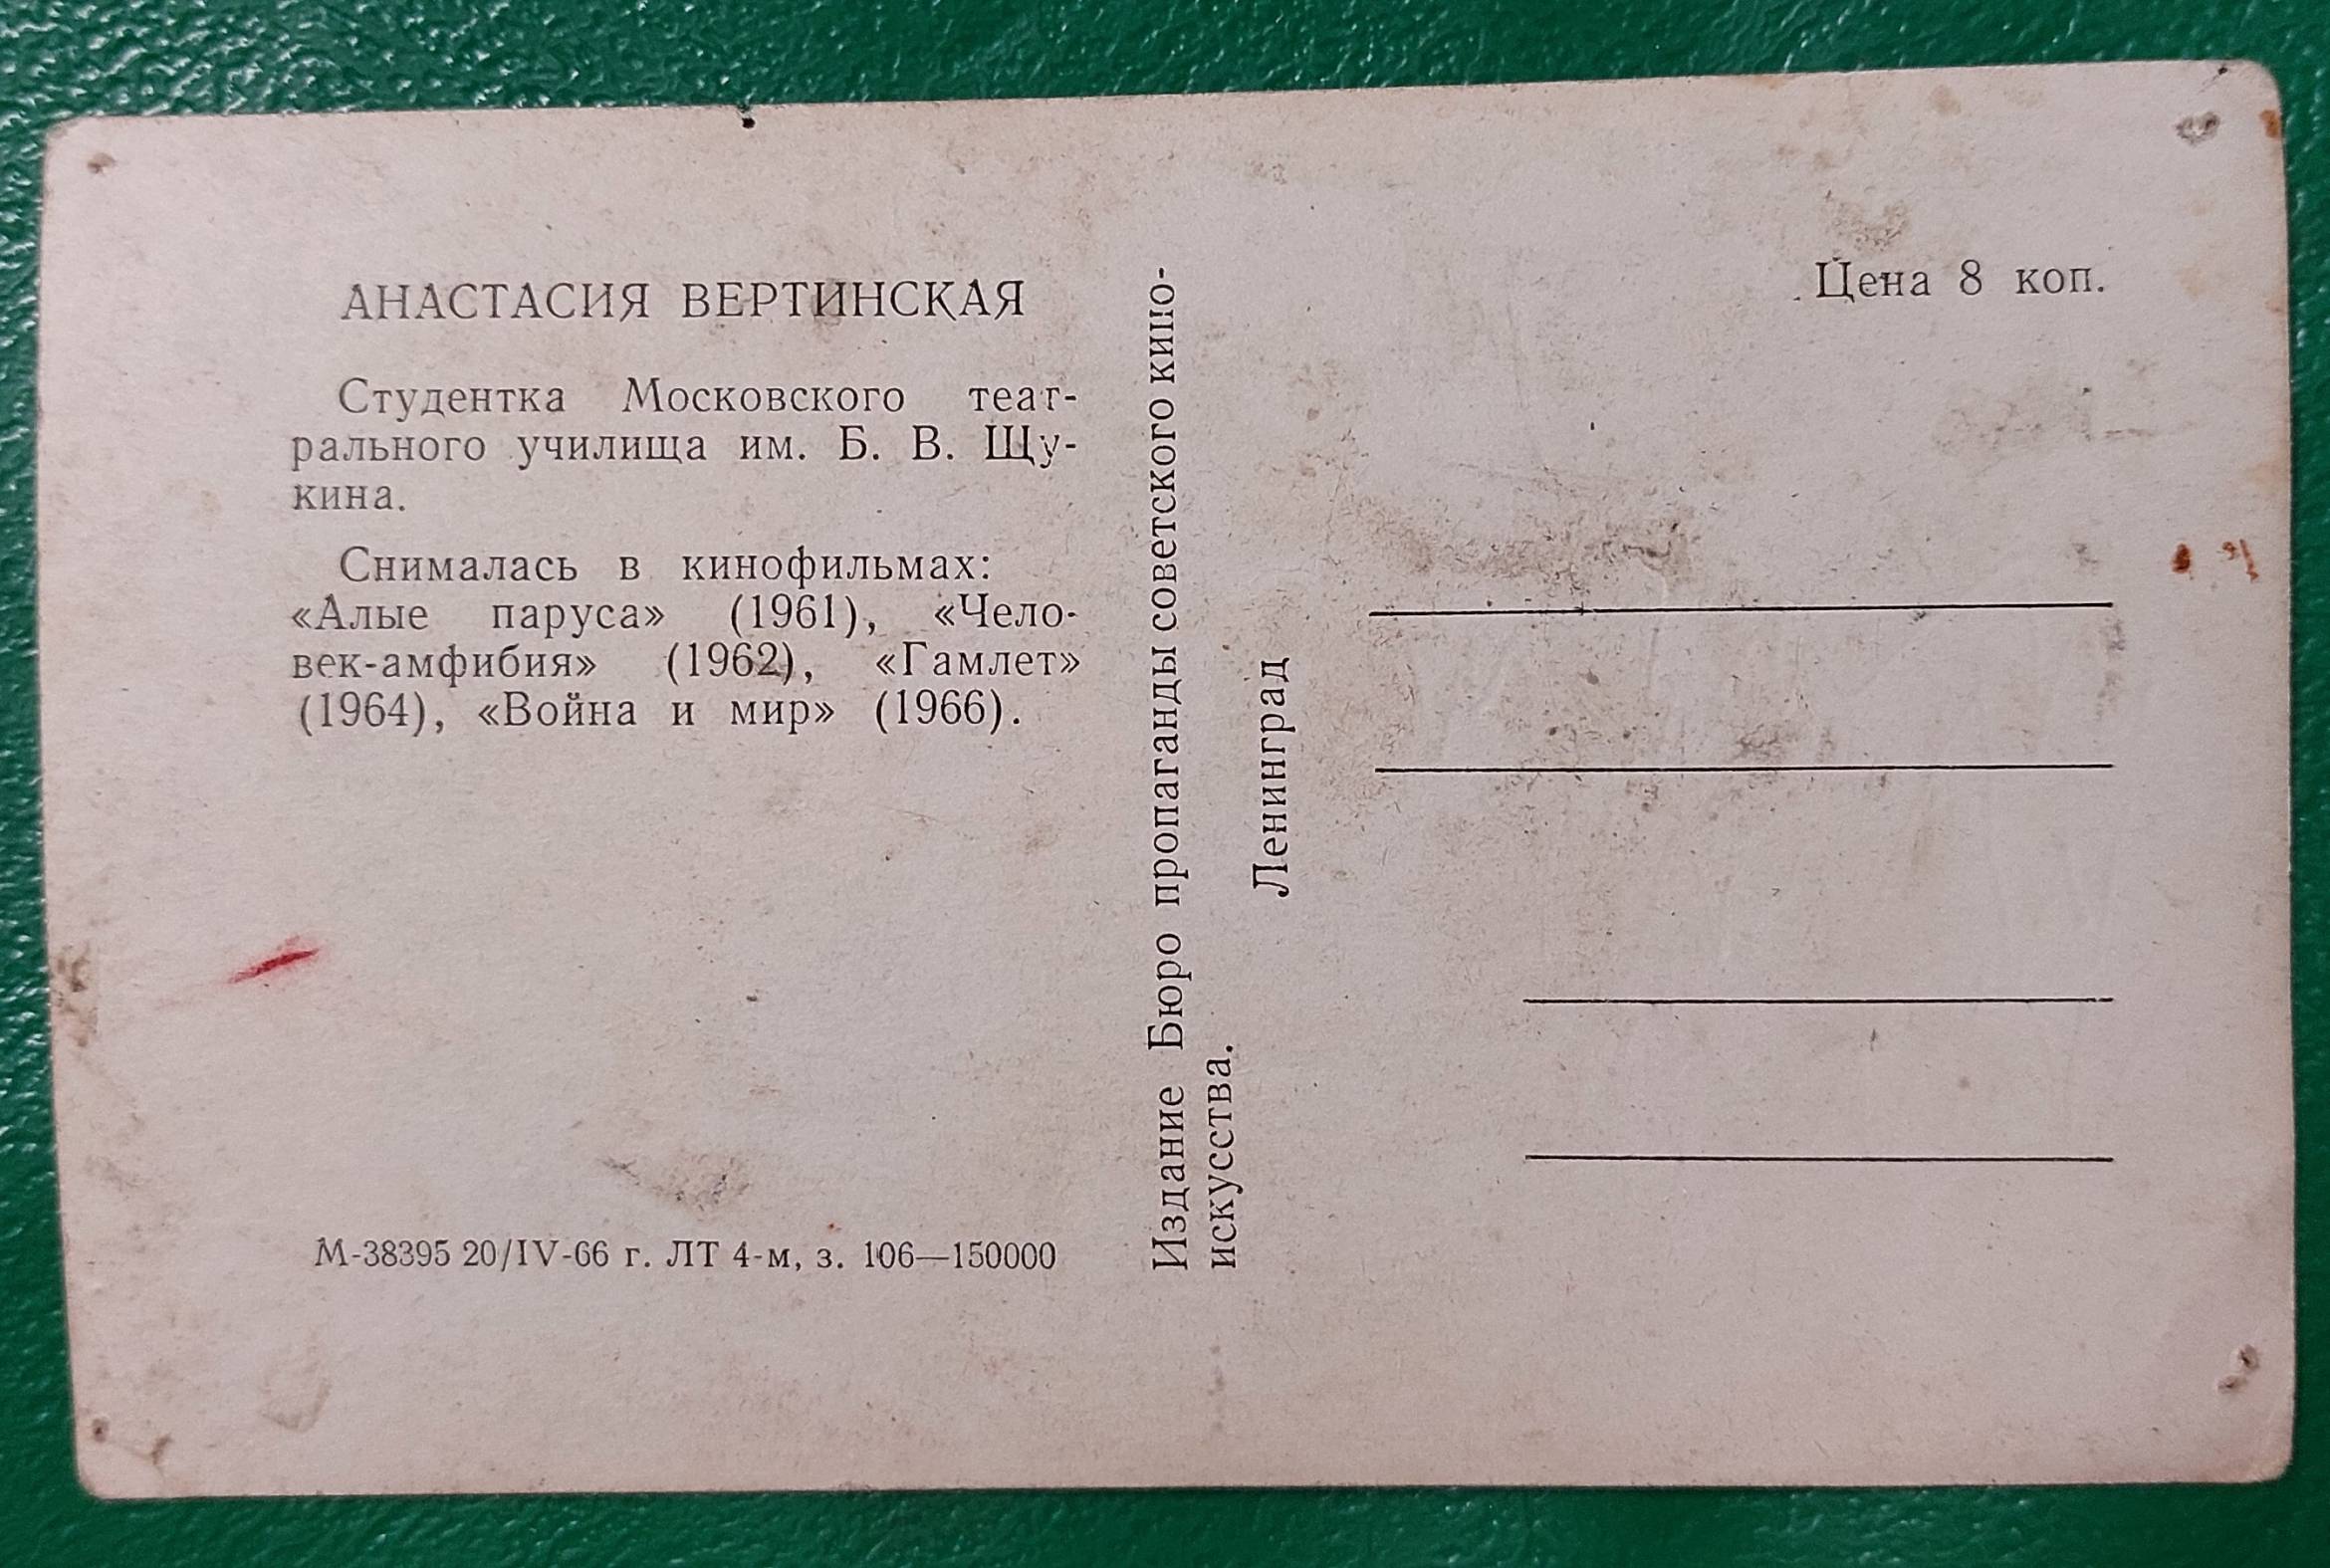 АНАСТАСИЯ ВЕРТИНСКАЯ
Студентка Московского теат-
рального училища им. Б. В. Щу-
кина.
Снималась в кинофильмах:
«Алые паруса» (1961), «Чело-
век-амфибия» (1962), «Гамлет»
(1964), «Война и мир» (1966).
М-38395 20/IV-66 г. ЛТ 4-м, з. 106—150000
Издание Бюро пропаганды советского кино-
искусства.
Ленинград
Цена 8 коп.